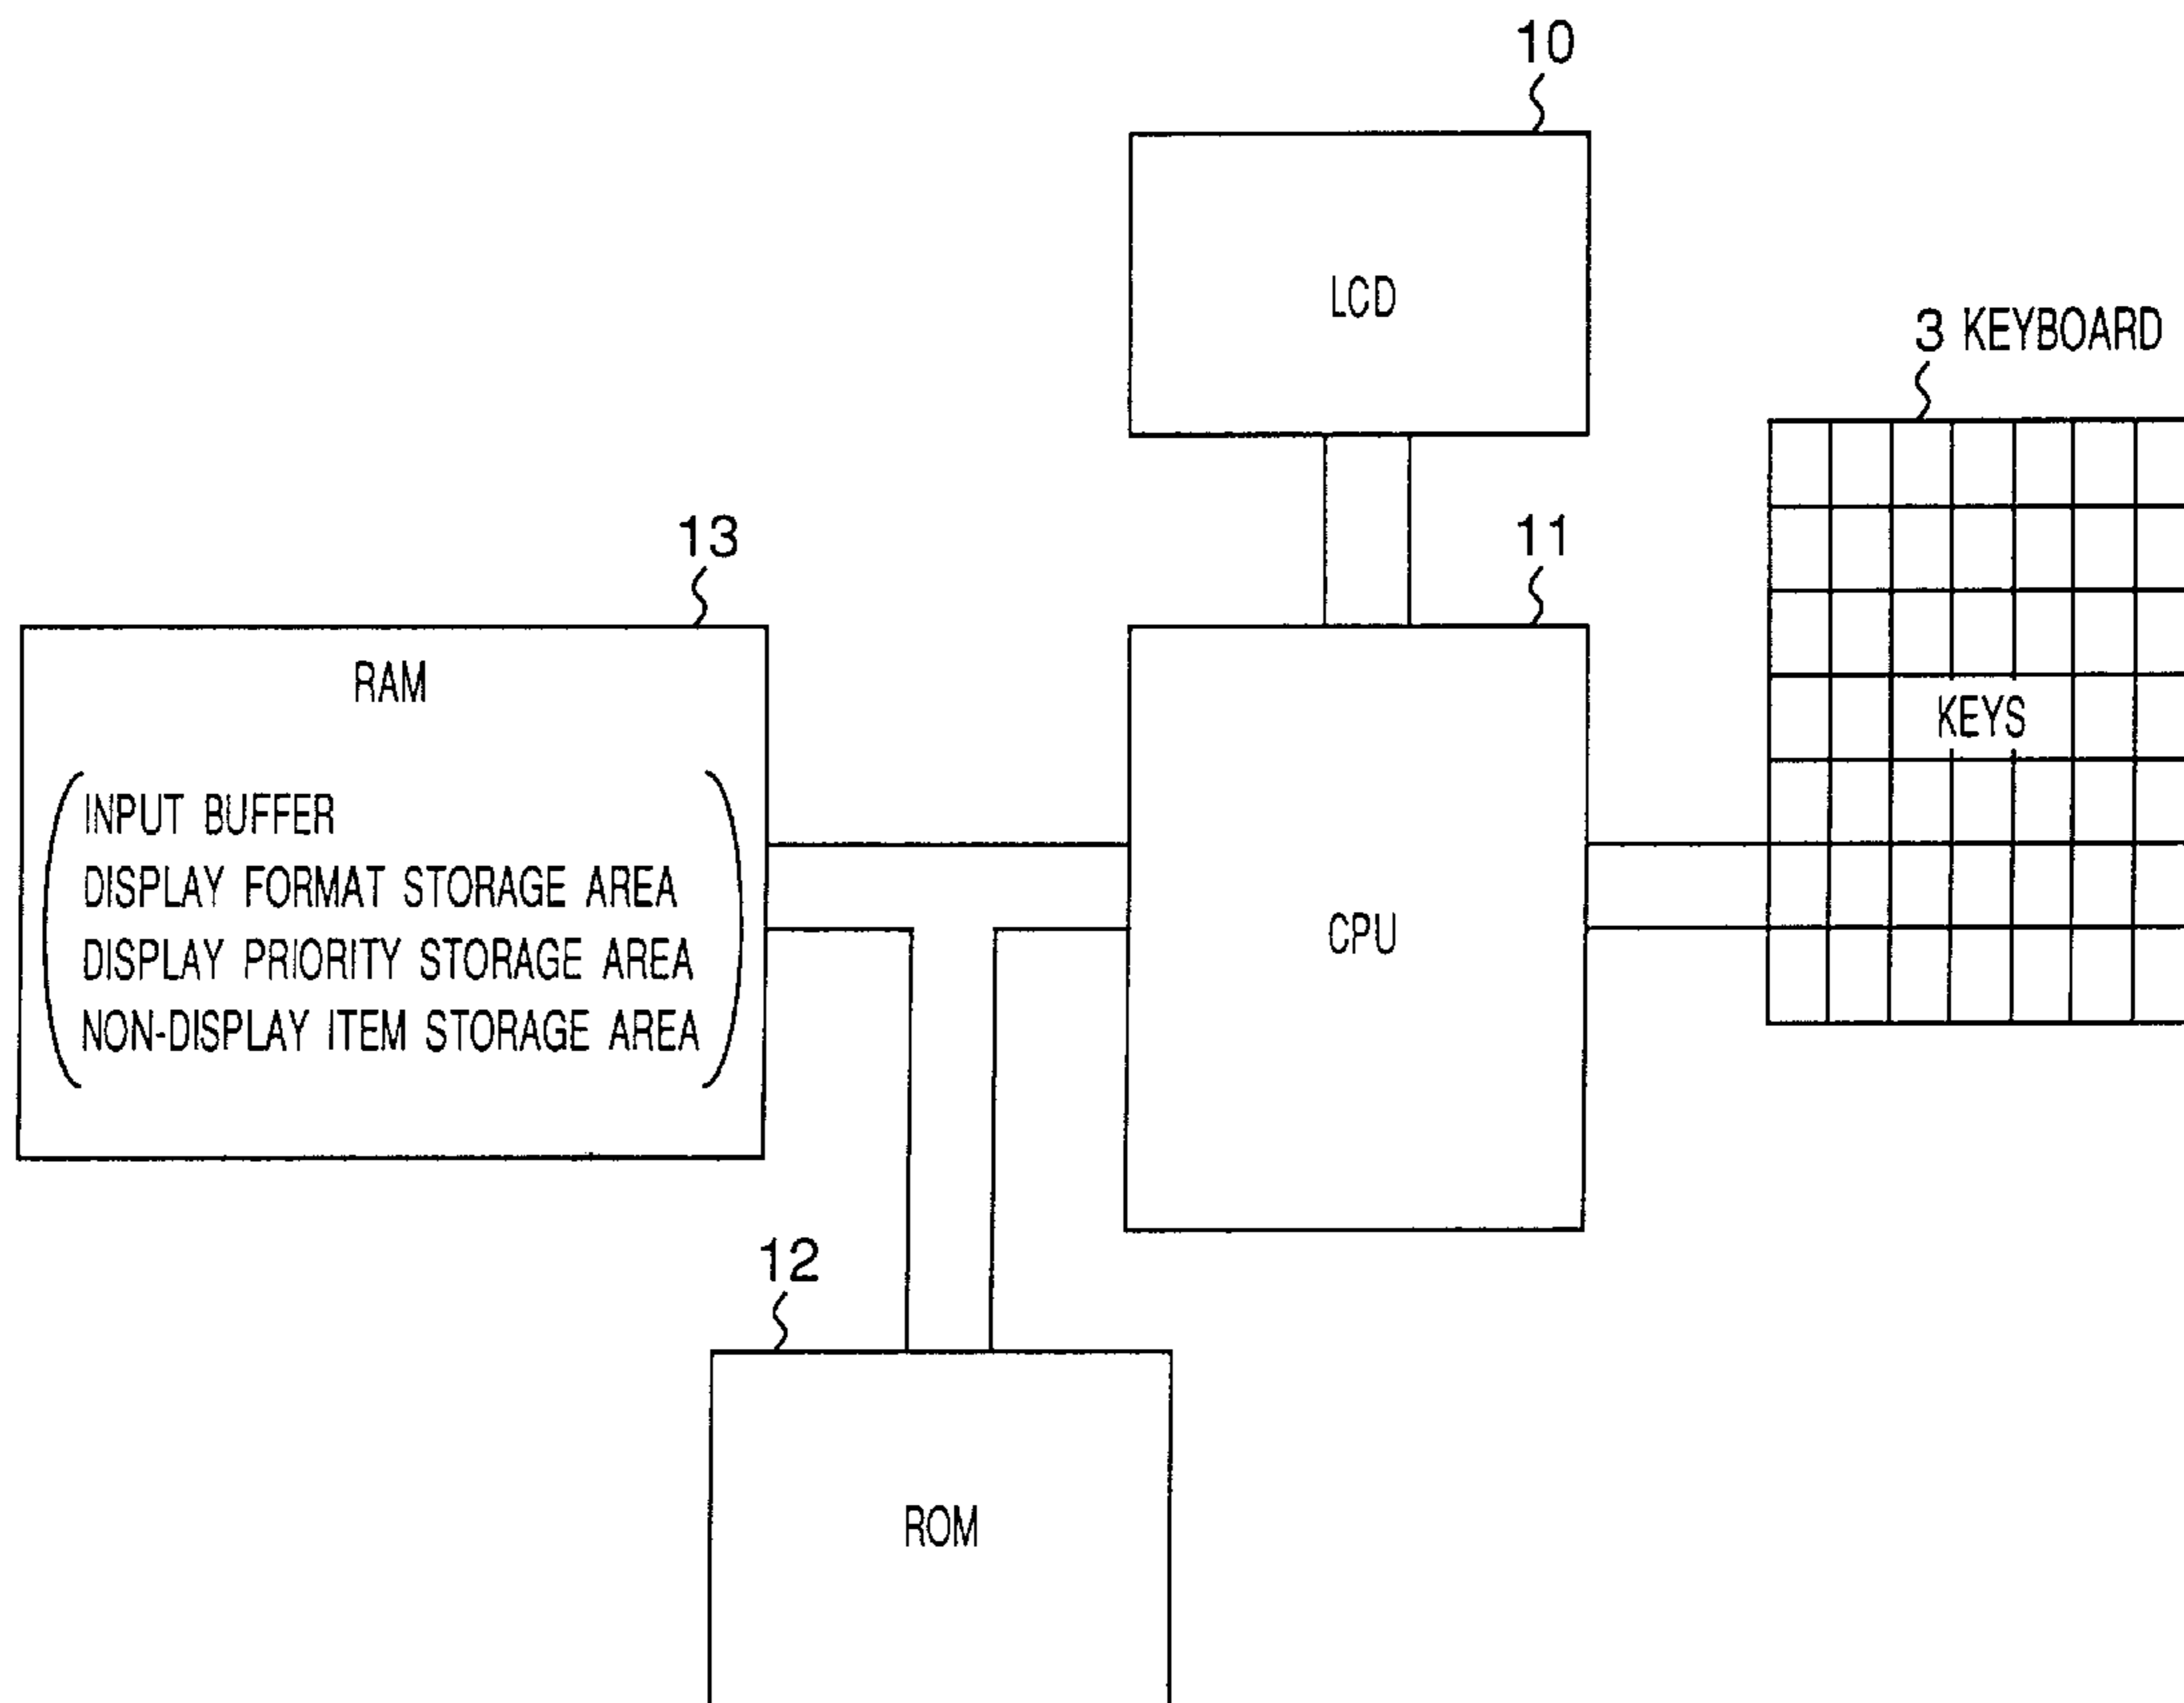 10
LCD
3 KEYBOARD
13
11
RAM
KEYS
INPUT BUFFER
DISPLAY FORMAT STORAGE AREA
DISPLAY PRIORITY STORAGE AREA
NON-DISPLAY ITEM STORAGE AREA
CPU
12
ROM